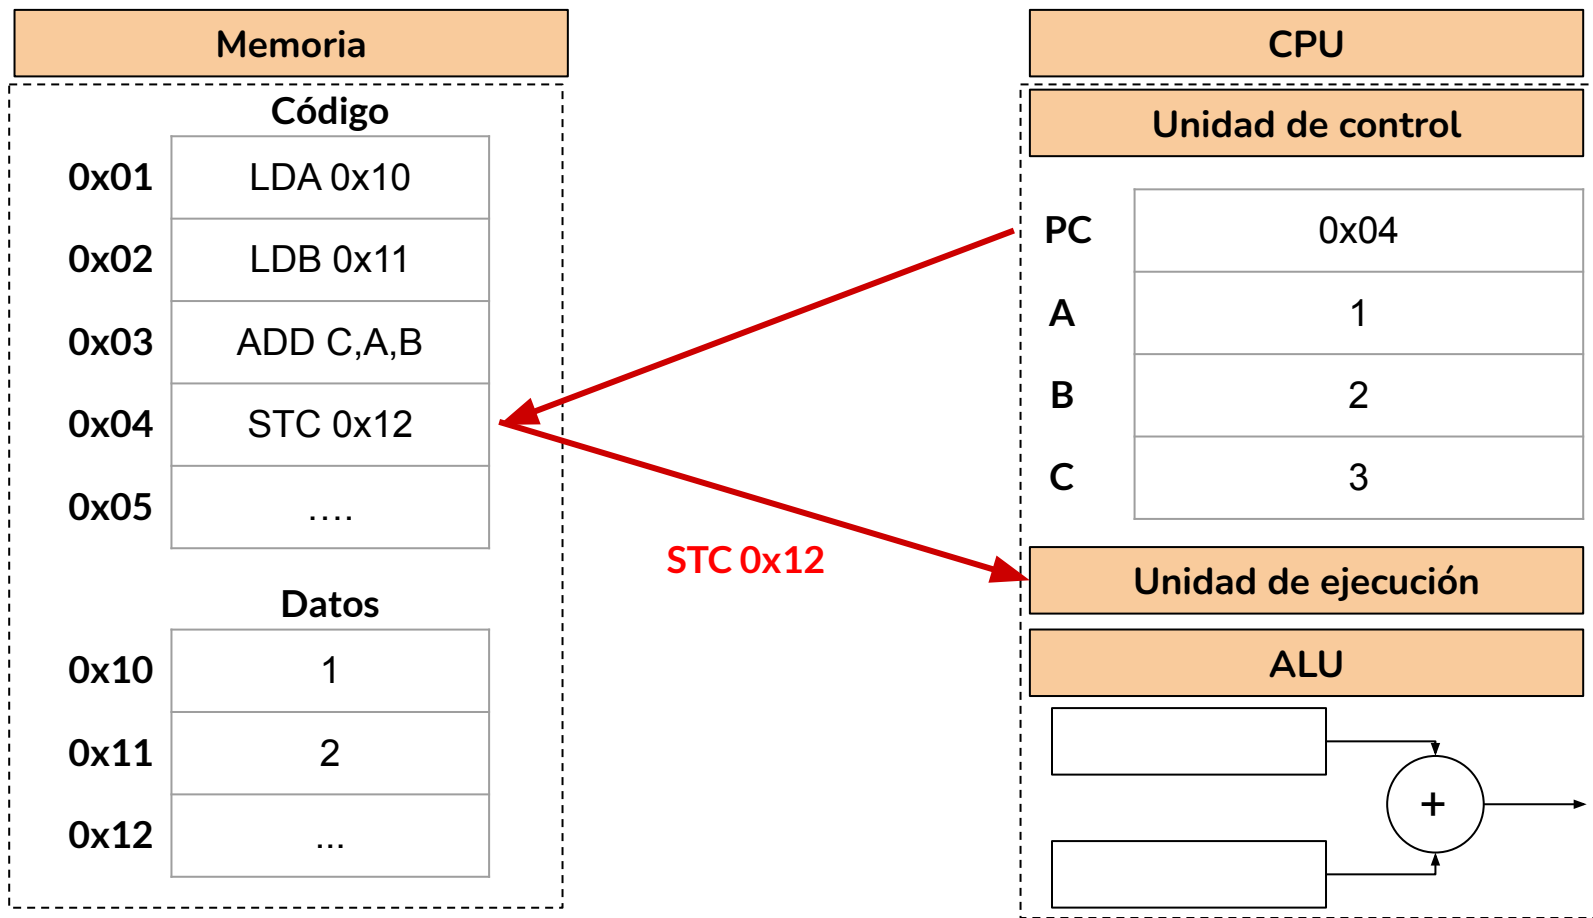 Memoria
Código
0x01 LDA 0x10
0x02 LDB 0x11
0x03 ADD C,A,B
0x04 STC 0x12
0x05 ....
Datos
0x10 1
0x11 2
0x12 ...
STC 0x12
CPU
Unidad de control
PC 0x04
A 1
B 2
C 3
Unidad de ejecución
ALU
+